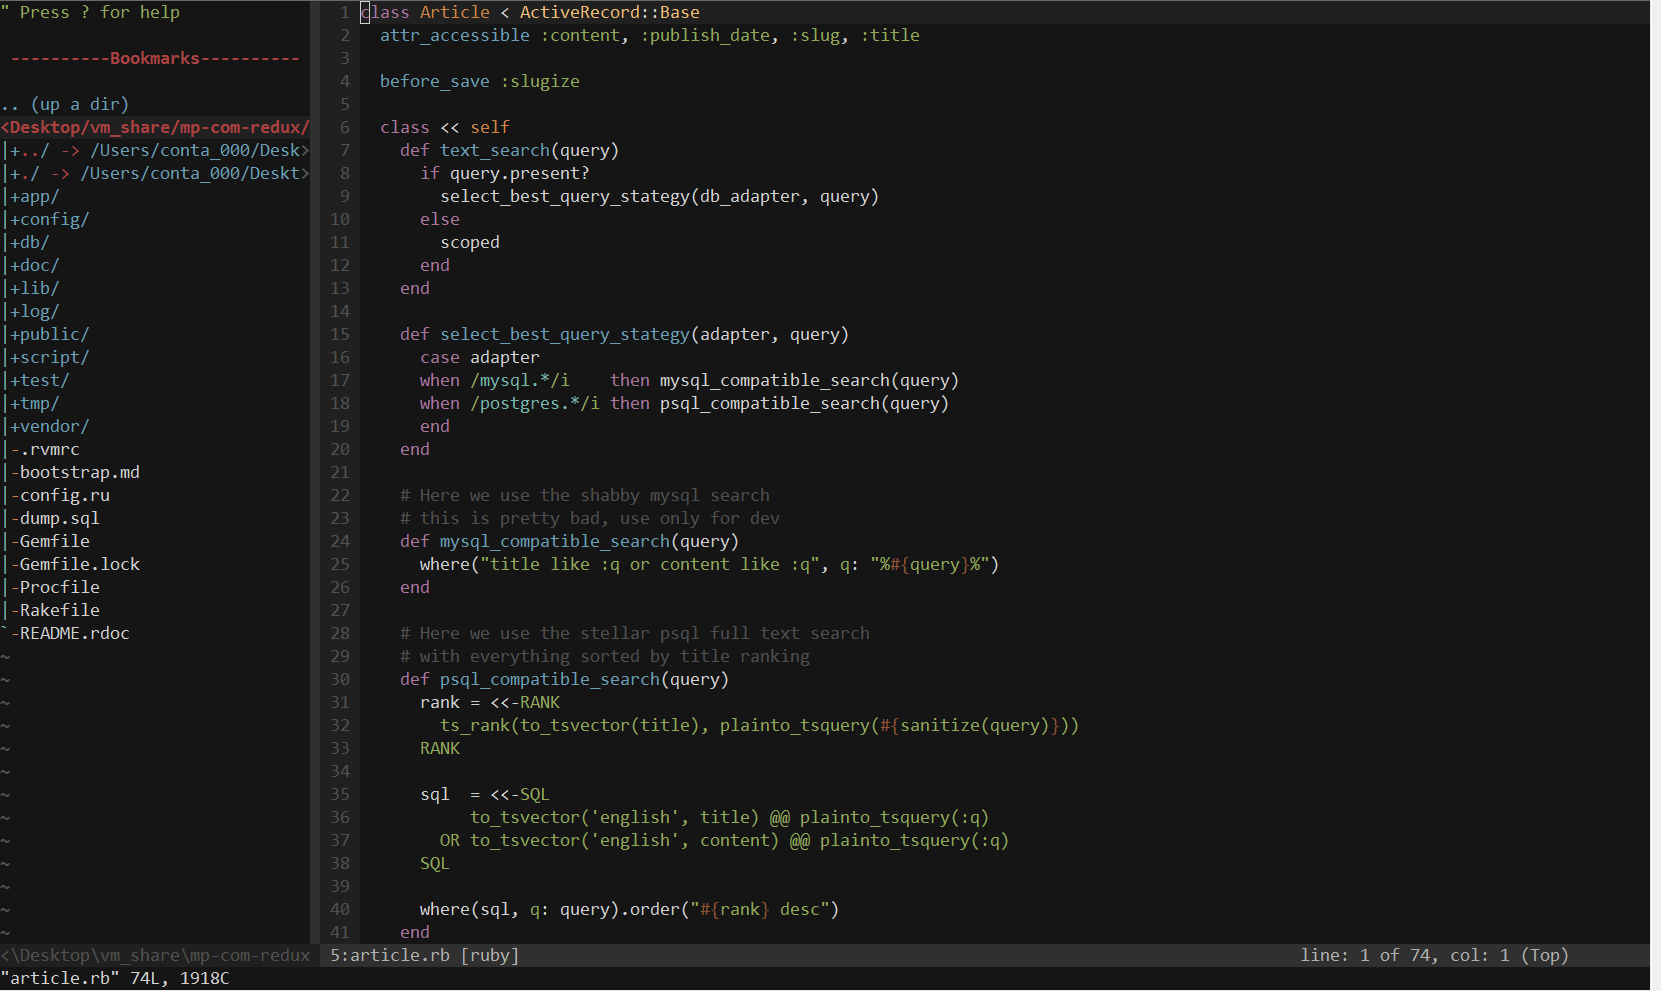 " Press ? for help
----------Bookmarks----------
.. (up a dir)
<Desktop/vm_share/mp-com-redux/
|+../ -> /Users/conta_000/Desk>
|+./ -> /Users/conta_000/Deskt>
|+app/
|+config/
|+db/
|+doc/
|+lib/
|+log/
|+public/
|+script/
|+test/
|+tmp/
|+vendor/
|-.rvmrc
|-bootstrap.md
|-config.ru
|-dump.sql
|-Gemfile
|-Gemfile.lock
|-Procfile
|-Rakefile
`-README.rdoc
~
~
~
~
~
~
~
~
~
~
~
~
~
<\Desktop\vm_share\mp-com-redux
1 class Article < ActiveRecord::Base
2   attr_accessible :content, :publish_date, :slug, :title
3
4   before_save :slugize
5
6   class << self
7     def text_search(query)
8       if query.present?
9         select_best_query_stategy(db_adapter, query)
10       else
11         scoped
12       end
13     end
14
15     def select_best_query_stategy(adapter, query)
16       case adapter
17       when /mysql.*/i    then mysql_compatible_search(query)
18       when /postgres.*/i then psql_compatible_search(query)
19       end
20     end
21
22     # Here we use the shabby mysql search
23     # this is pretty bad, use only for dev
24     def mysql_compatible_search(query)
25       where("title like :q or content like :q", q: "%#{query}%")
26     end
27
28     # Here we use the stellar psql full text search
29     # with everything sorted by title ranking
30     def psql_compatible_search(query)
31       rank = <<-RANK
32         ts_rank(to_tsvector(title), plainto_tsquery(#{sanitize(query)}))
33       RANK
34
35       sql  = <<-SQL
36            to_tsvector('english', title) @@ plainto_tsquery(:q)
37         OR to_tsvector('english', content) @@ plainto_tsquery(:q)
38       SQL
39
40       where(sql, q: query).order("#{rank} desc")
41     end
5:article.rb [ruby] line: 1 of 74, col: 1 (Top)
"article.rb" 74L, 1918C